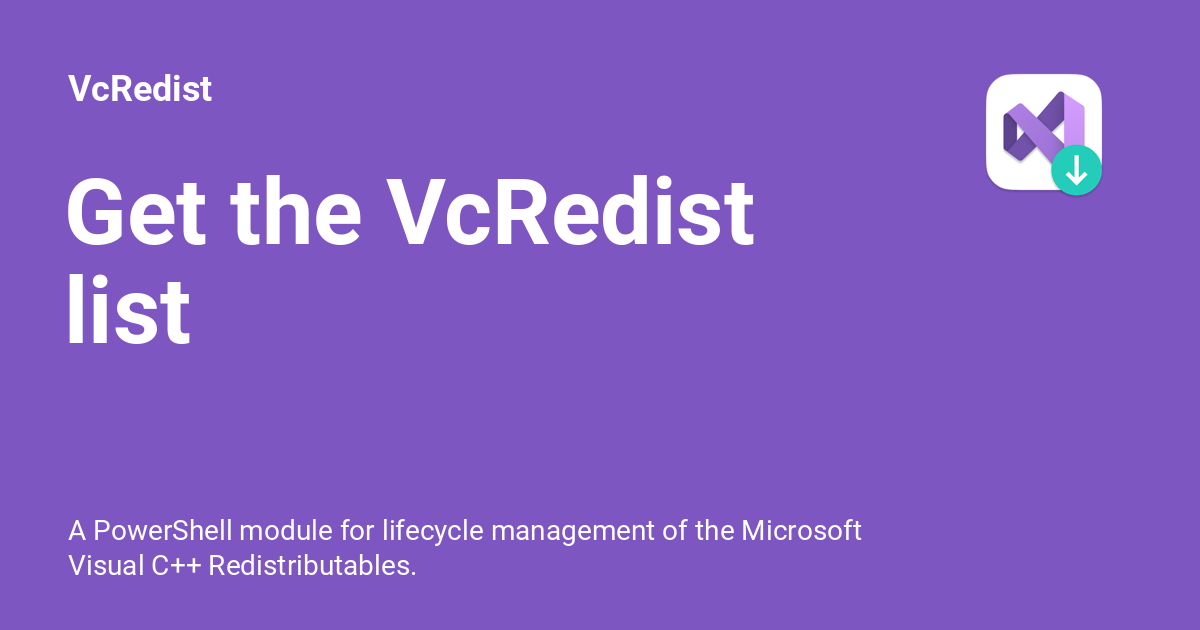 VcRedist
Get the VcRedist
list
A PowerShell module for lifecycle management of the Microsoft
Visual C++ Redistributables.